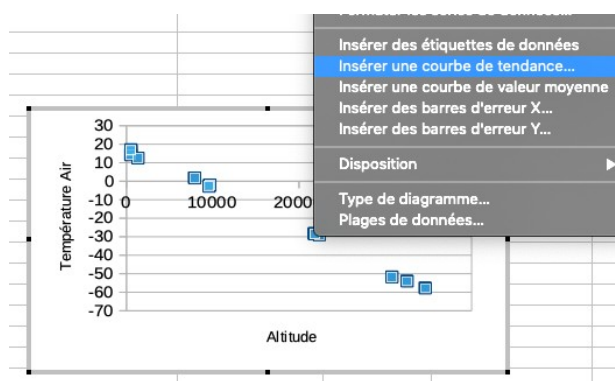 Insérer des étiquettes de données
Insérer une courbe de tendance...
Insérer une courbe de valeur moyenne
Insérer des barres d'erreur X...
Insérer des barres d'erreur Y...
Disposition
Type de diagramme...
Plages de données...
30
20
10
0
-10
-20
-30
-40
-50
-60
-70
0
10000
Température Air
Altitude